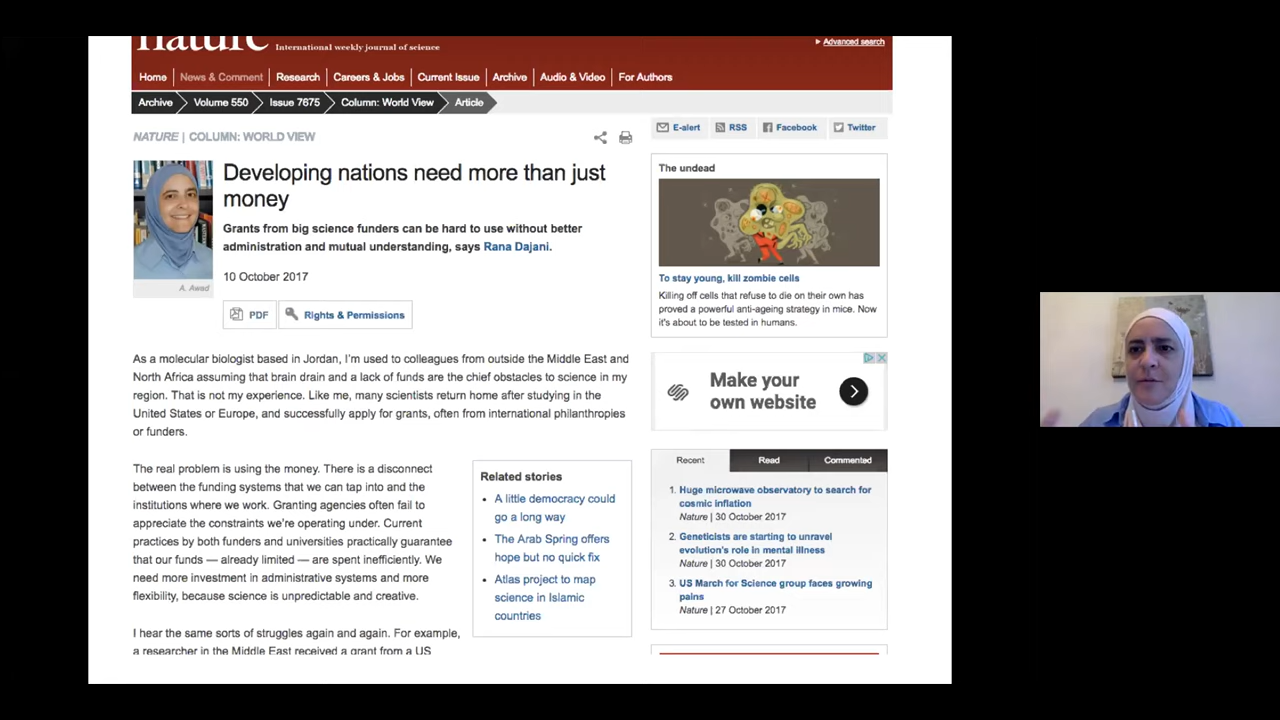 nature International weekly journal of science
Advanced search
Home News & Comment Research Careers & Jobs Current Issue Archive Audio & Video For Authors
Archive Volume 550 Issue 7675 Column: World View Article
NATURE | COLUMN: WORLD VIEW
Developing nations need more than just
money
Grants from big science funders can be hard to use without better
administration and mutual understanding, says Rana Dajani.
10 October 2017
A. Awad
PDF Rights & Permissions
As a molecular biologist based in Jordan, I'm used to colleagues from outside the Middle East and
North Africa assuming that brain drain and a lack of funds are the chief obstacles to science in my
region. That is not my experience. Like me, many scientists return home after studying in the
United States or Europe, and successfully apply for grants, often from international philanthropies
or funders.
The real problem is using the money. There is a disconnect
between the funding systems that we can tap into and the
institutions where we work. Granting agencies often fail to
appreciate the constraints we're operating under. Current
practices by both funders and universities practically guarantee
that our funds — already limited — are spent inefficiently. We
need more investment in administrative systems and more
flexibility, because science is unpredictable and creative.
I hear the same sorts of struggles again and again. For example,
a researcher in the Middle East received a grant from a US
Related stories
• A little democracy could
go a long way
• The Arab Spring offers
hope but no quick fix
• Atlas project to map
science in Islamic
countries
E-alert RSS Facebook Twitter
The undead
To stay young, kill zombie cells
Killing off cells that refuse to die on their own has
proved a powerful anti-ageing strategy in mice. Now
it's about to be tested in humans.
Make your
own website
Recent Read Commented
1. Huge microwave observatory to search for
cosmic inflation
Nature | 30 October 2017
2. Geneticists are starting to unravel
evolution's role in mental illness
Nature | 30 October 2017
3. US March for Science group faces growing
pains
Nature | 27 October 2017